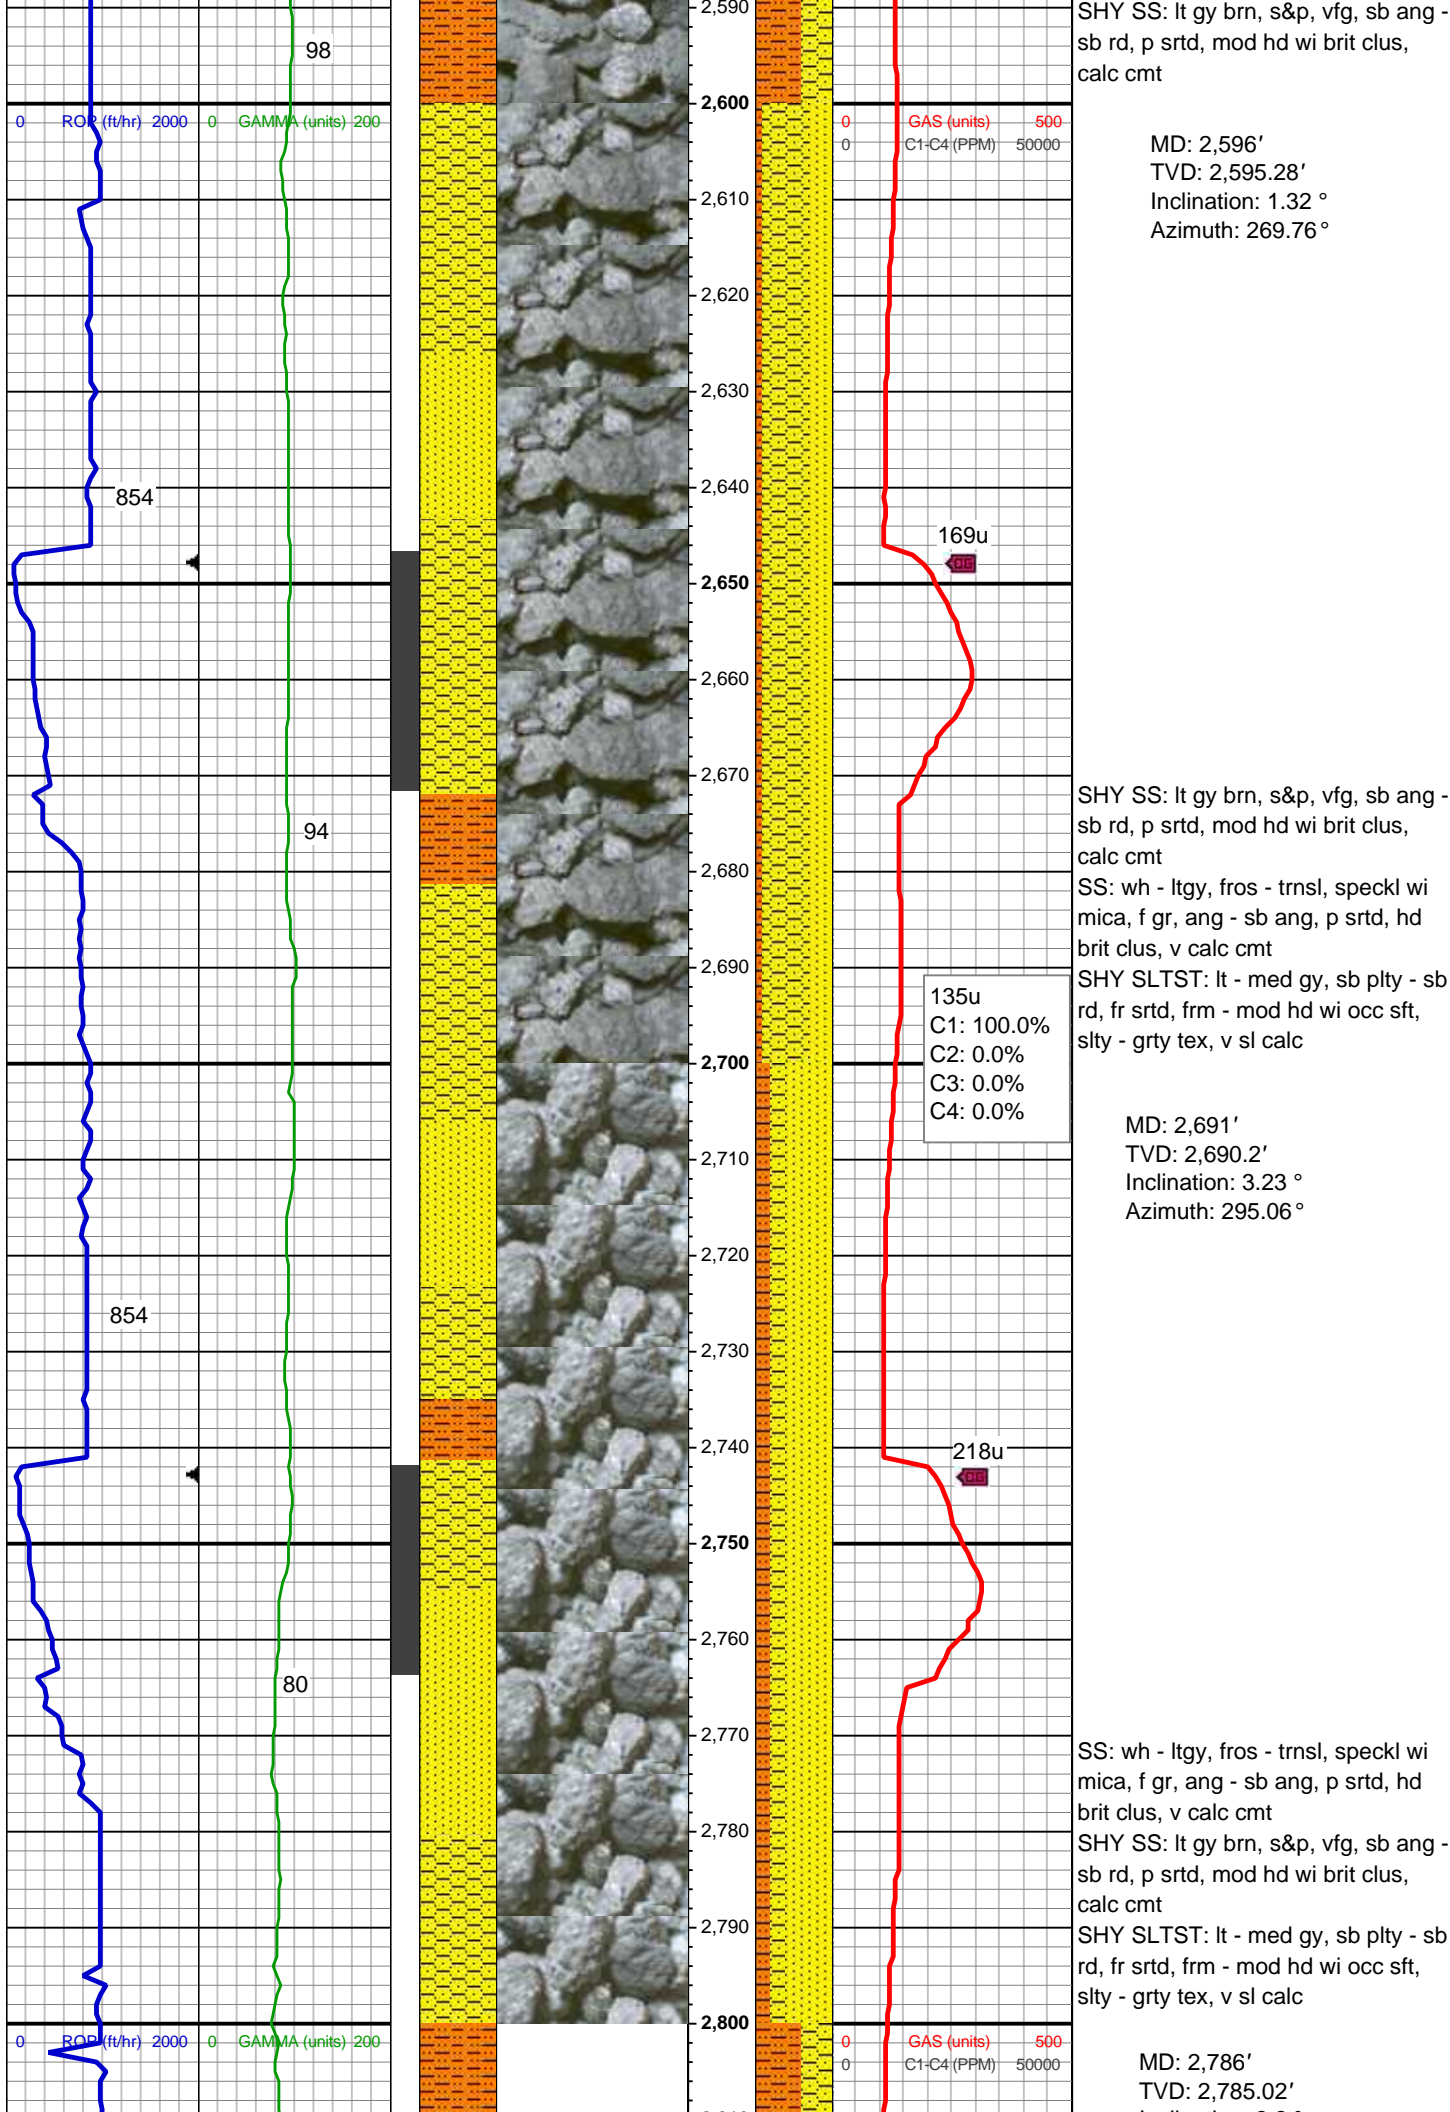 2,590
SHY SS: lt gy brn, s&p, vfg, sb ang -
sb rd, p srtd, mod hd wi brit clus,
calc cmt
98
2,600
0 ROP (ft/hr) 2000 0 GAMMA (units) 200
0 GAS (units) 500
0 C1-C4 (PPM) 50000
MD: 2,596'
TVD: 2,595.28'
Inclination: 1.32 °
Azimuth: 269.76°
2,610
2,620
2,630
2,640
854
169u
CG
2,650
2,660
2,670
SHY SS: lt gy brn, s&p, vfg, sb ang -
sb rd, p srtd, mod hd wi brit clus,
calc cmt
SS: wh - ltgy, fros - trnsl, speckl wi
mica, f gr, ang - sb ang, p srtd, hd
brit clus, v calc cmt
SHY SLTST: lt - med gy, sb plty - sb
rd, fr srtd, frm - mod hd wi occ sft,
slty - grty tex, v sl calc
94
2,680
2,690
135u
C1: 100.0%
C2: 0.0%
C3: 0.0%
C4: 0.0%
2,700
MD: 2,691'
TVD: 2,690.2'
Inclination: 3.23 °
Azimuth: 295.06°
2,710
2,720
854
2,730
2,740
218u
CG
2,750
2,760
80
2,770
SS: wh - ltgy, fros - trnsl, speckl wi
mica, f gr, ang - sb ang, p srtd, hd
brit clus, v calc cmt
SHY SS: lt gy brn, s&p, vfg, sb ang -
sb rd, p srtd, mod hd wi brit clus,
calc cmt
SHY SLTST: lt - med gy, sb plty - sb
rd, fr srtd, frm - mod hd wi occ sft,
slty - grty tex, v sl calc
2,780
2,790
2,800
0 ROP (ft/hr) 2000 0 GAMMA (units) 200
0 GAS (units) 500
0 C1-C4 (PPM) 50000
MD: 2,786'
TVD: 2,785.02'